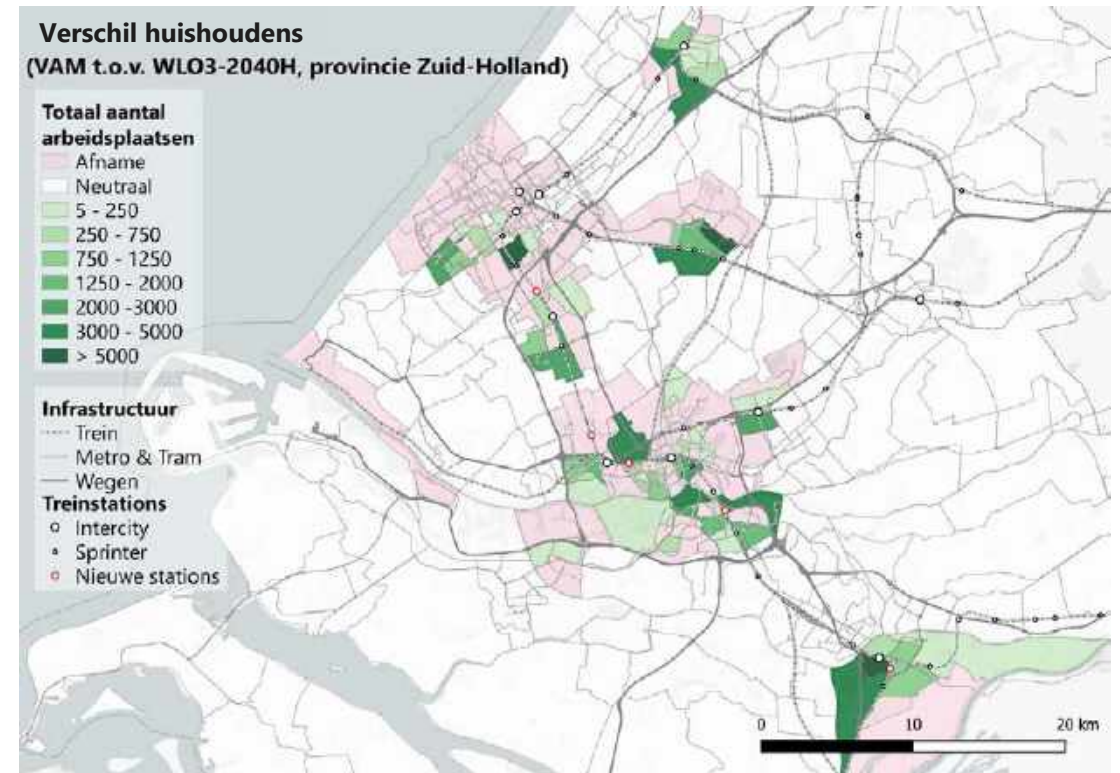 Verschil huishoudens
(VAM t.o.v. WLO3-2040H, provincie Zuid-Holland)
Totaal aantal
arbeidsplaatsen
Afname
Neutraal
5 - 250
250 - 750
750 - 1250
1250 - 2000
2000 -3000
3000 - 5000
> 5000
Infrastructuur
Trein
Metro & Tram
Wegen
Treinstations
Intercity
Sprinter
Nieuwe stations
0 10 20 km